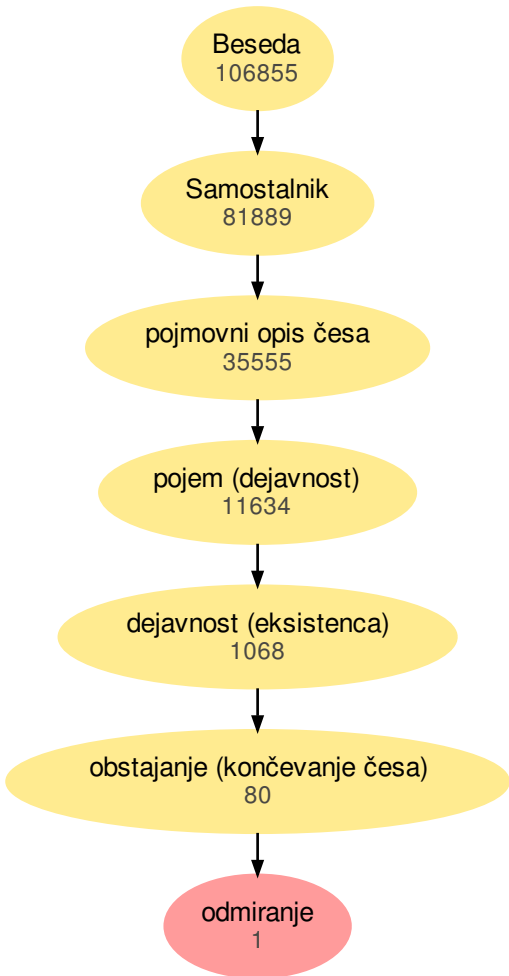 Beseda
106855
Samostalnik
81889
pojmovni opis česa
35555
pojem (dejavnost)
11634
dejavnost (eksistenca)
1068
obstajanje (končevanje česa)
80
odmiranje
1